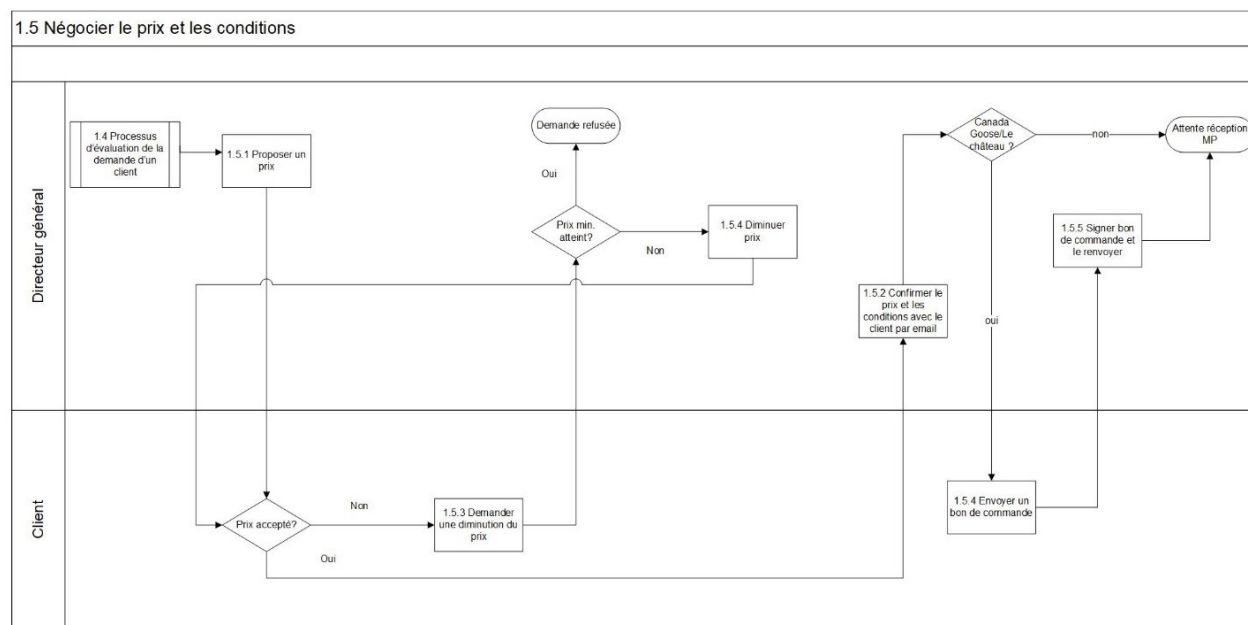 1.5 Négocier le prix et les conditions
Directeur général
1.4 Processus
d'évaluation de la
demande d'un
client
1.5.1 Proposer un
prix
Demande refusée
Oui
Prix min.
atteint?
Non
1.5.4 Diminuer
prix
1.5.2 Confirmer le
prix et les
conditions avec le
client par email
Canada
Goose/Le
château ?
non
Attente réception
MP
oui
1.5.5 Signer bon
de commande et
le renvoyer
Client
Prix accepté?
Non
Oui
1.5.3 Demander
une diminution du
prix
1.5.4 Envoyer un
bon de commande